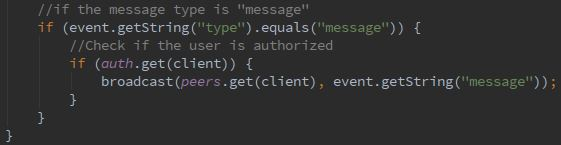 //if the message type is "message"
if (event.getString("type").equals("message")) {
//Check if the user is authorized
if (auth.get(client)) {
broadcast(peers.get(client), event.getString("message"));
}
}
}